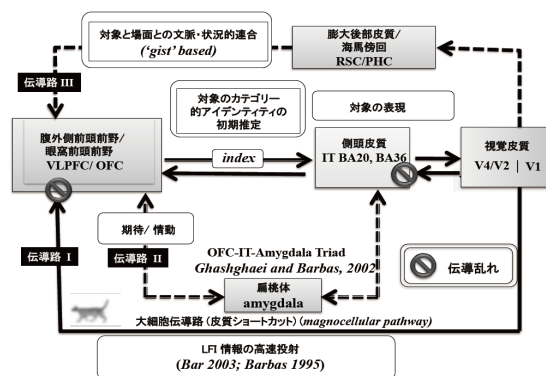 対象と場面との文脈・状況的連合
(‘gist’ based)
膨大後部皮質/
海馬傍回
RSC/PHC
伝導路 III
対象のカテゴリー
的アイデンティティの
初期推定
対象の表現
腹外側前頭前野/
眼窩前頭前野
VLPFC/ OFC
index
側頭皮質
IT BA20, BA36
視覚皮質
V4/V2 | V1
期待/ 情動
伝導路 I
伝導路 II
OFC-IT-Amygdala Triad
Ghashghaei and Barbas, 2002
伝導乱れ
扁桃体
amygdala
大細胞伝導路 (皮質ショートカット) (magnocellular pathway)
LFI 情報の高速投射
(Bar 2003; Barbas 1995)